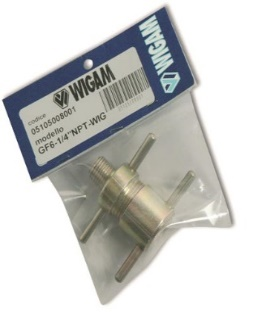 WIGAM
WIGAM
codice
05105008001
modello
GF6-1/4"NPT-WIG